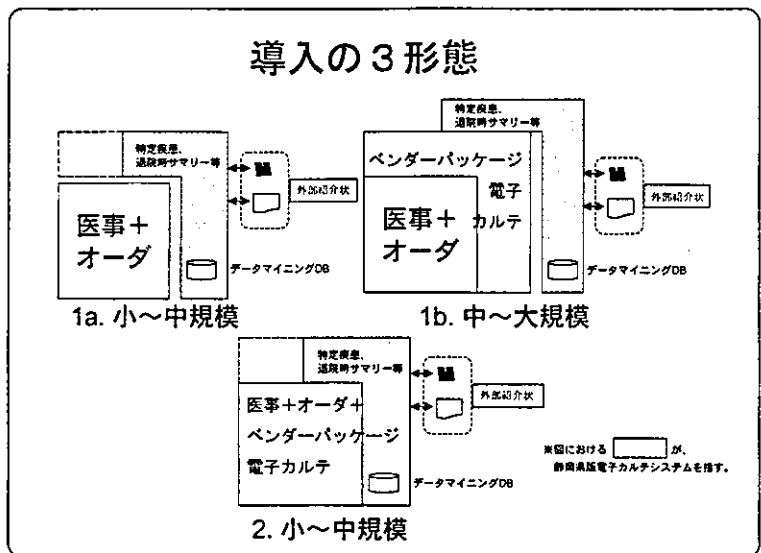 導入の３形態
特定疾患、
退院時サマリー等
医事＋
オーダ
外部紹介状
データマイニングDB
1a. 小～中規模
特定疾患、
退院時サマリー等
ベンダーパッケージ
電子
カルテ
医事＋
オーダ
外部紹介状
データマイニングDB
1b. 中～大規模
特定疾患、
退院時サマリー等
医事＋オーダ＋
ベンダーパッケージ
電子カルテ
外部紹介状
データマイニングDB
2. 小～中規模
※図における が、
静岡県版電子カルテシステムを指す。